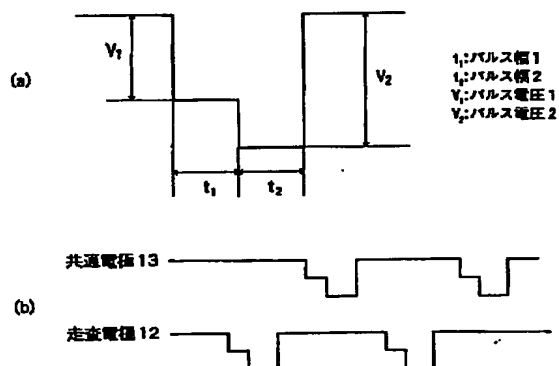 (a)
V₁
V₂
t₁
t₂
t₁:パルス幅1
t₂:パルス幅2
V₁:パルス電圧1
V₂:パルス電圧2
(b)
共通電極13
走査電極12